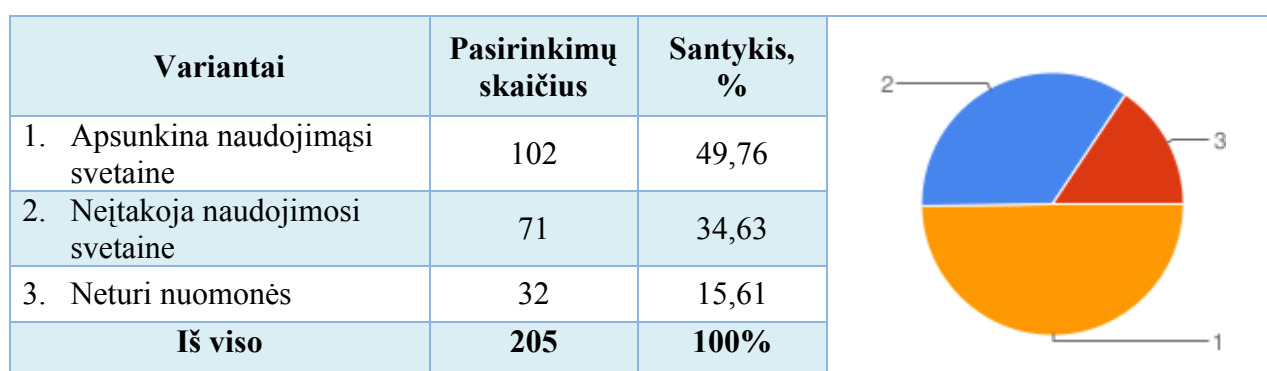 Variantai
Pasirinkimų
skaičius
Santykis,
%
1. Apsunkina naudojimąsi
svetaine
102
49,76
2. Neįtakoja naudojimosi
svetaine
71
34,63
3. Neturi nuomonės
32
15,61
Iš viso
205
100%
2
3
1